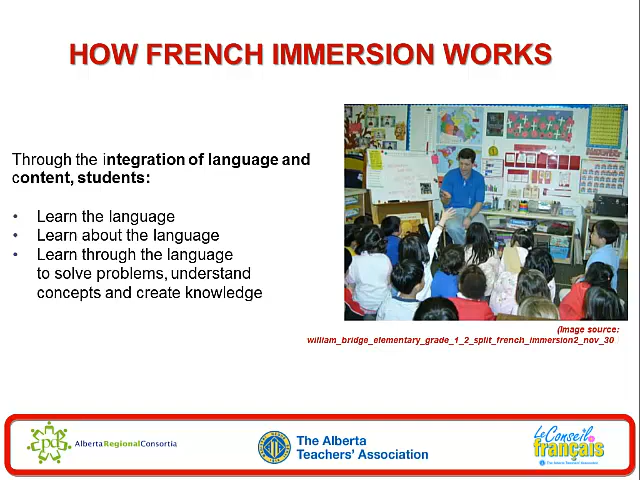 HOW FRENCH IMMERSION WORKS
Through the integration of language and
content, students:
• Learn the language
• Learn about the language
• Learn through the language
to solve problems, understand
concepts and create knowledge
(Image source:
william_bridge_elementary_grade_1_2_split_french_immersion2_nov_30
Alberta Regional Consortia
The Alberta
Teachers' Association
Le Conseil
français